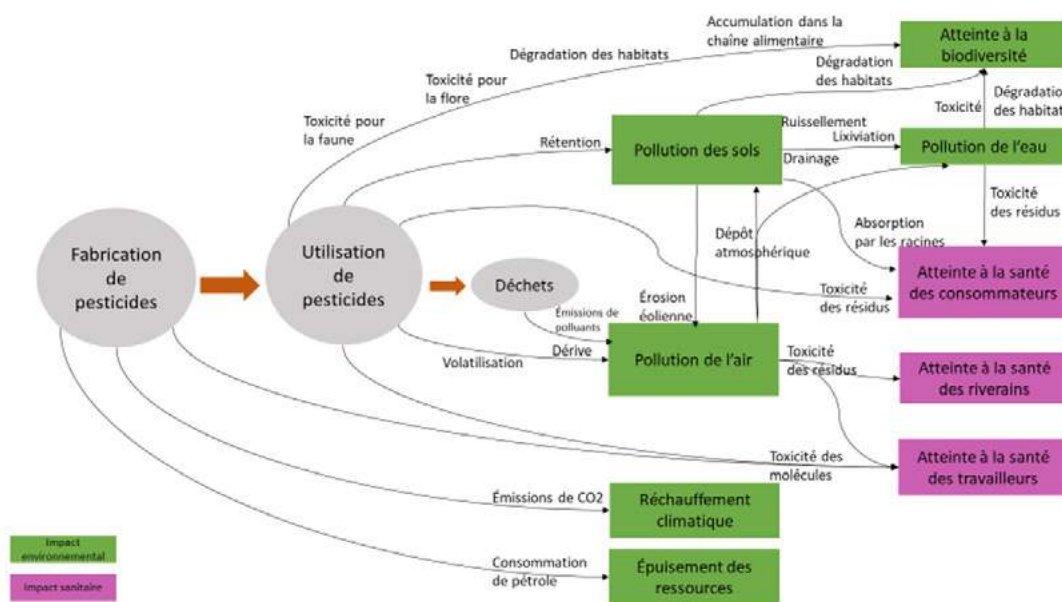 Accumulation dans la
chaîne alimentaire
Atteinte à la
biodiversité
Dégradation des habitats
Dégradation
des habitats
Toxicité pour
la flore
Toxicité
Dégradation
des habitat
Toxicité pour
la faune
Rétention
Pollution des sols
Ruissellement
Lixiviation
Drainage
Pollution de l'eau
Toxicité
des résidus
Absorption
par les racines
Dépôt
atmosphérique
Fabrication
de
pesticides
Utilisation
de
pesticides
Déchets
Atteinte à la santé
des consommateurs
Toxicité
des résidus
Émissions de
polluants
Érosion
éolienne
Volatilisation
Dérive
Pollution de l'air
Toxicité
des résidus
Atteinte à la santé
des riverains
Toxicité des
molécules
Atteinte à la santé
des travailleurs
Émissions de CO2
Réchauffement
climatique
Consommation
de pétrole
Épuisement des
ressources
Impact
environnemental
Impact sanitaire